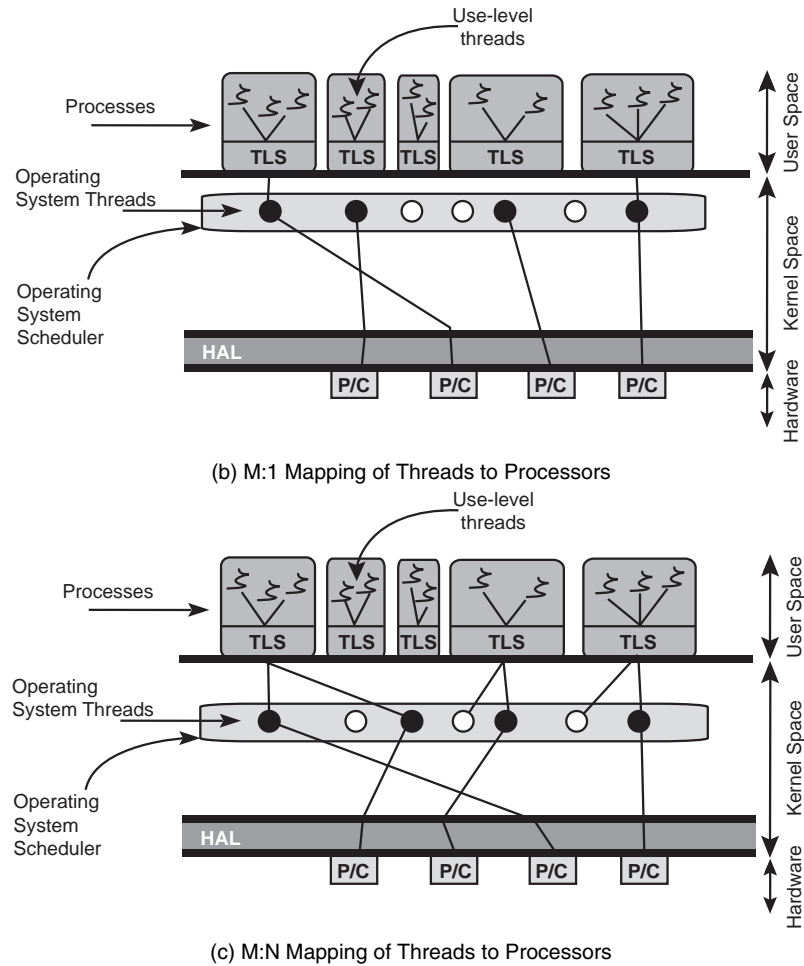 Use-level
threads
Processes
TLS TLS TLS TLS TLS
User Space
Operating
System Threads
Operating
System
Scheduler
Kernel Space
HAL
P/C P/C P/C P/C
Hardware
(b) M:1 Mapping of Threads to Processors
Use-level
threads
Processes
TLS TLS TLS TLS TLS
User Space
Operating
System Threads
Operating
System
Scheduler
Kernel Space
HAL
P/C P/C P/C P/C
Hardware
(c) M:N Mapping of Threads to Processors